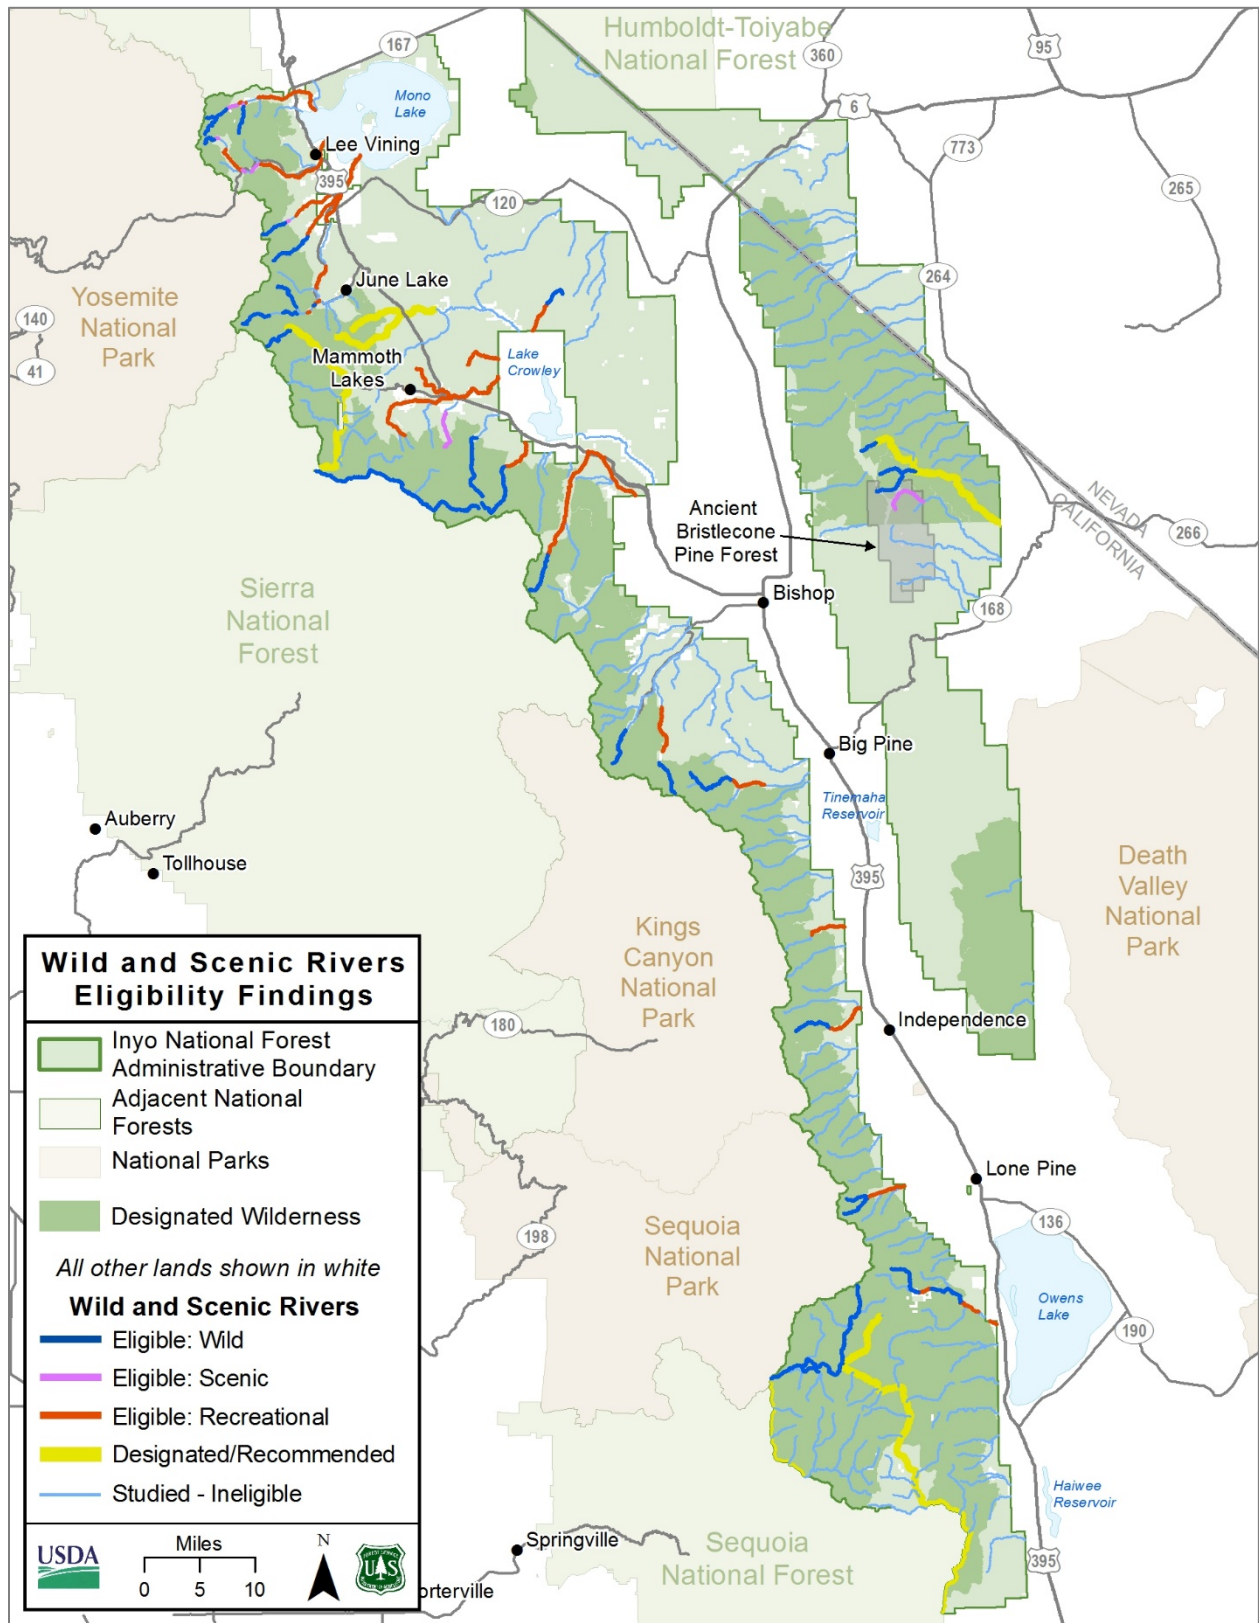 Humboldt-Toiyabe
National Forest
167
360
95
6
Mono
Lake
Lee Vining
395
773
265
120
264
Yosemite
National
Park
140
41
June Lake
Mammoth
Lakes
Lake
Crowley
Ancient
Bristlecone
Pine Forest
NEVADA
CALIFORNIA
266
168
Sierra
National
Forest
Bishop
Big Pine
Tinemaha
Reservoir
395
Auberry
Tollhouse
Death
Valley
National
Park
Kings
Canyon
National
Park
Independence
180
Lone Pine
136
198
Sequoia
National
Park
Owens
Lake
190
Haiwee
Reservoir
395
Springville
orterville
Sequoia
National Forest
Wild and Scenic Rivers
Eligibility Findings
Inyo National Forest
Administrative Boundary
Adjacent National
Forests
National Parks
Designated Wilderness
All other lands shown in white
Wild and Scenic Rivers
Eligible: Wild
Eligible: Scenic
Eligible: Recreational
Designated/Recommended
Studied - Ineligible
USDA
Miles
0 5 10
N
FOREST SERVICE
U S
DEPARTMENT OF AGRICULTURE